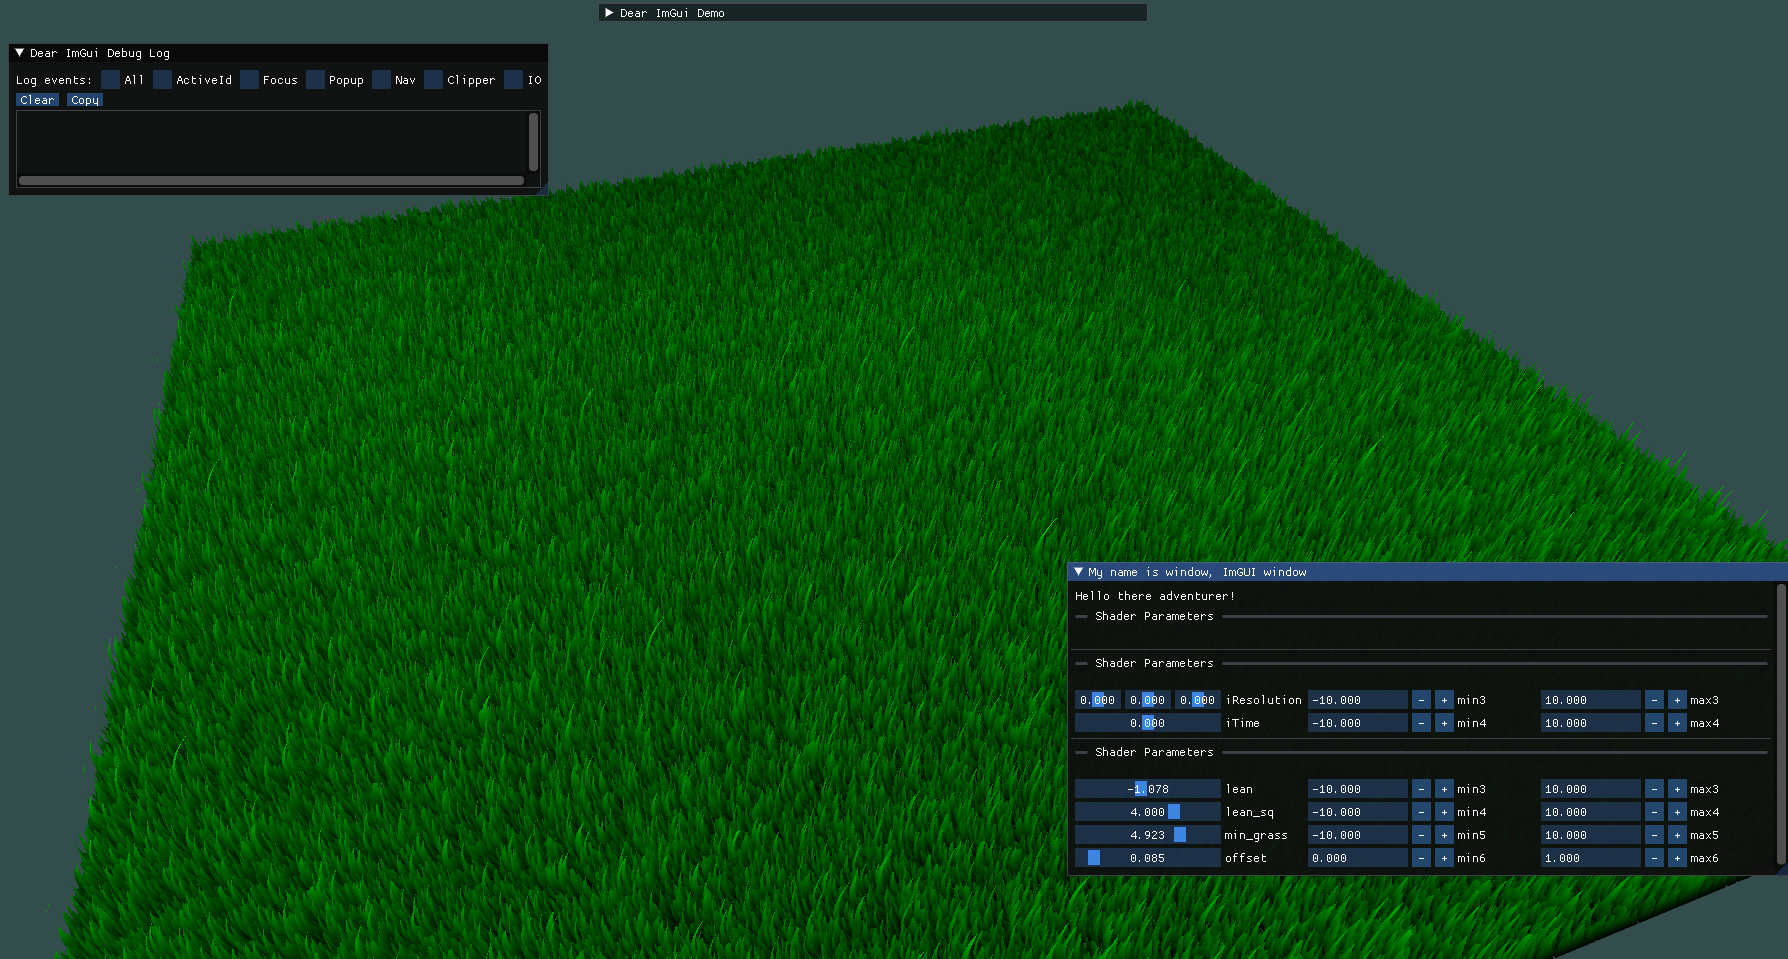 Dear ImGui Demo
Dear ImGui Debug Log
Log events: All ActiveId Focus Popup Nav Clipper IO
Clear Copy
My name is window, ImGUI window
Hello there adventurer!
Shader Parameters
Shader Parameters
0.000 0.000 0.000 iResolution -10.000 - + min3 10.000 - + max3
0.000 iTime -10.000 - + min4 10.000 - + max4
Shader Parameters
-1.078 lean -10.000 - + min3 10.000 - + max3
4.000 lean_sq -10.000 - + min4 10.000 - + max4
4.923 min_grass -10.000 - + min5 10.000 - + max5
0.085 offset 0.000 - + min6 1.000 - + max6